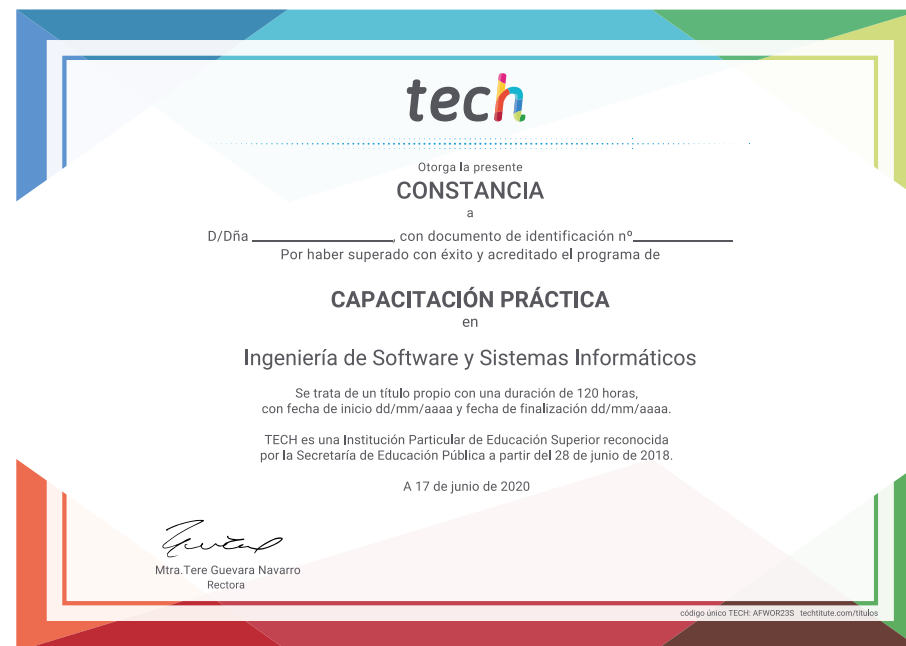 tech
Otorga la presente
CONSTANCIA
a
D/Dña ____________________, con documento de identificación nº______________
Por haber superado con éxito y acreditado el programa de
CAPACITACIÓN PRÁCTICA
en
Ingeniería de Software y Sistemas Informáticos
Se trata de un título propio con una duración de 120 horas,
con fecha de inicio dd/mm/aaaa y fecha de finalización dd/mm/aaaa.
TECH es una Institución Particular de Educación Superior reconocida
por la Secretaría de Educación Pública a partir del 28 de junio de 2018.
A 17 de junio de 2020
Mtra.Tere Guevara Navarro
Rectora
código único TECH: AFWOR23S techtitute.com/titulos